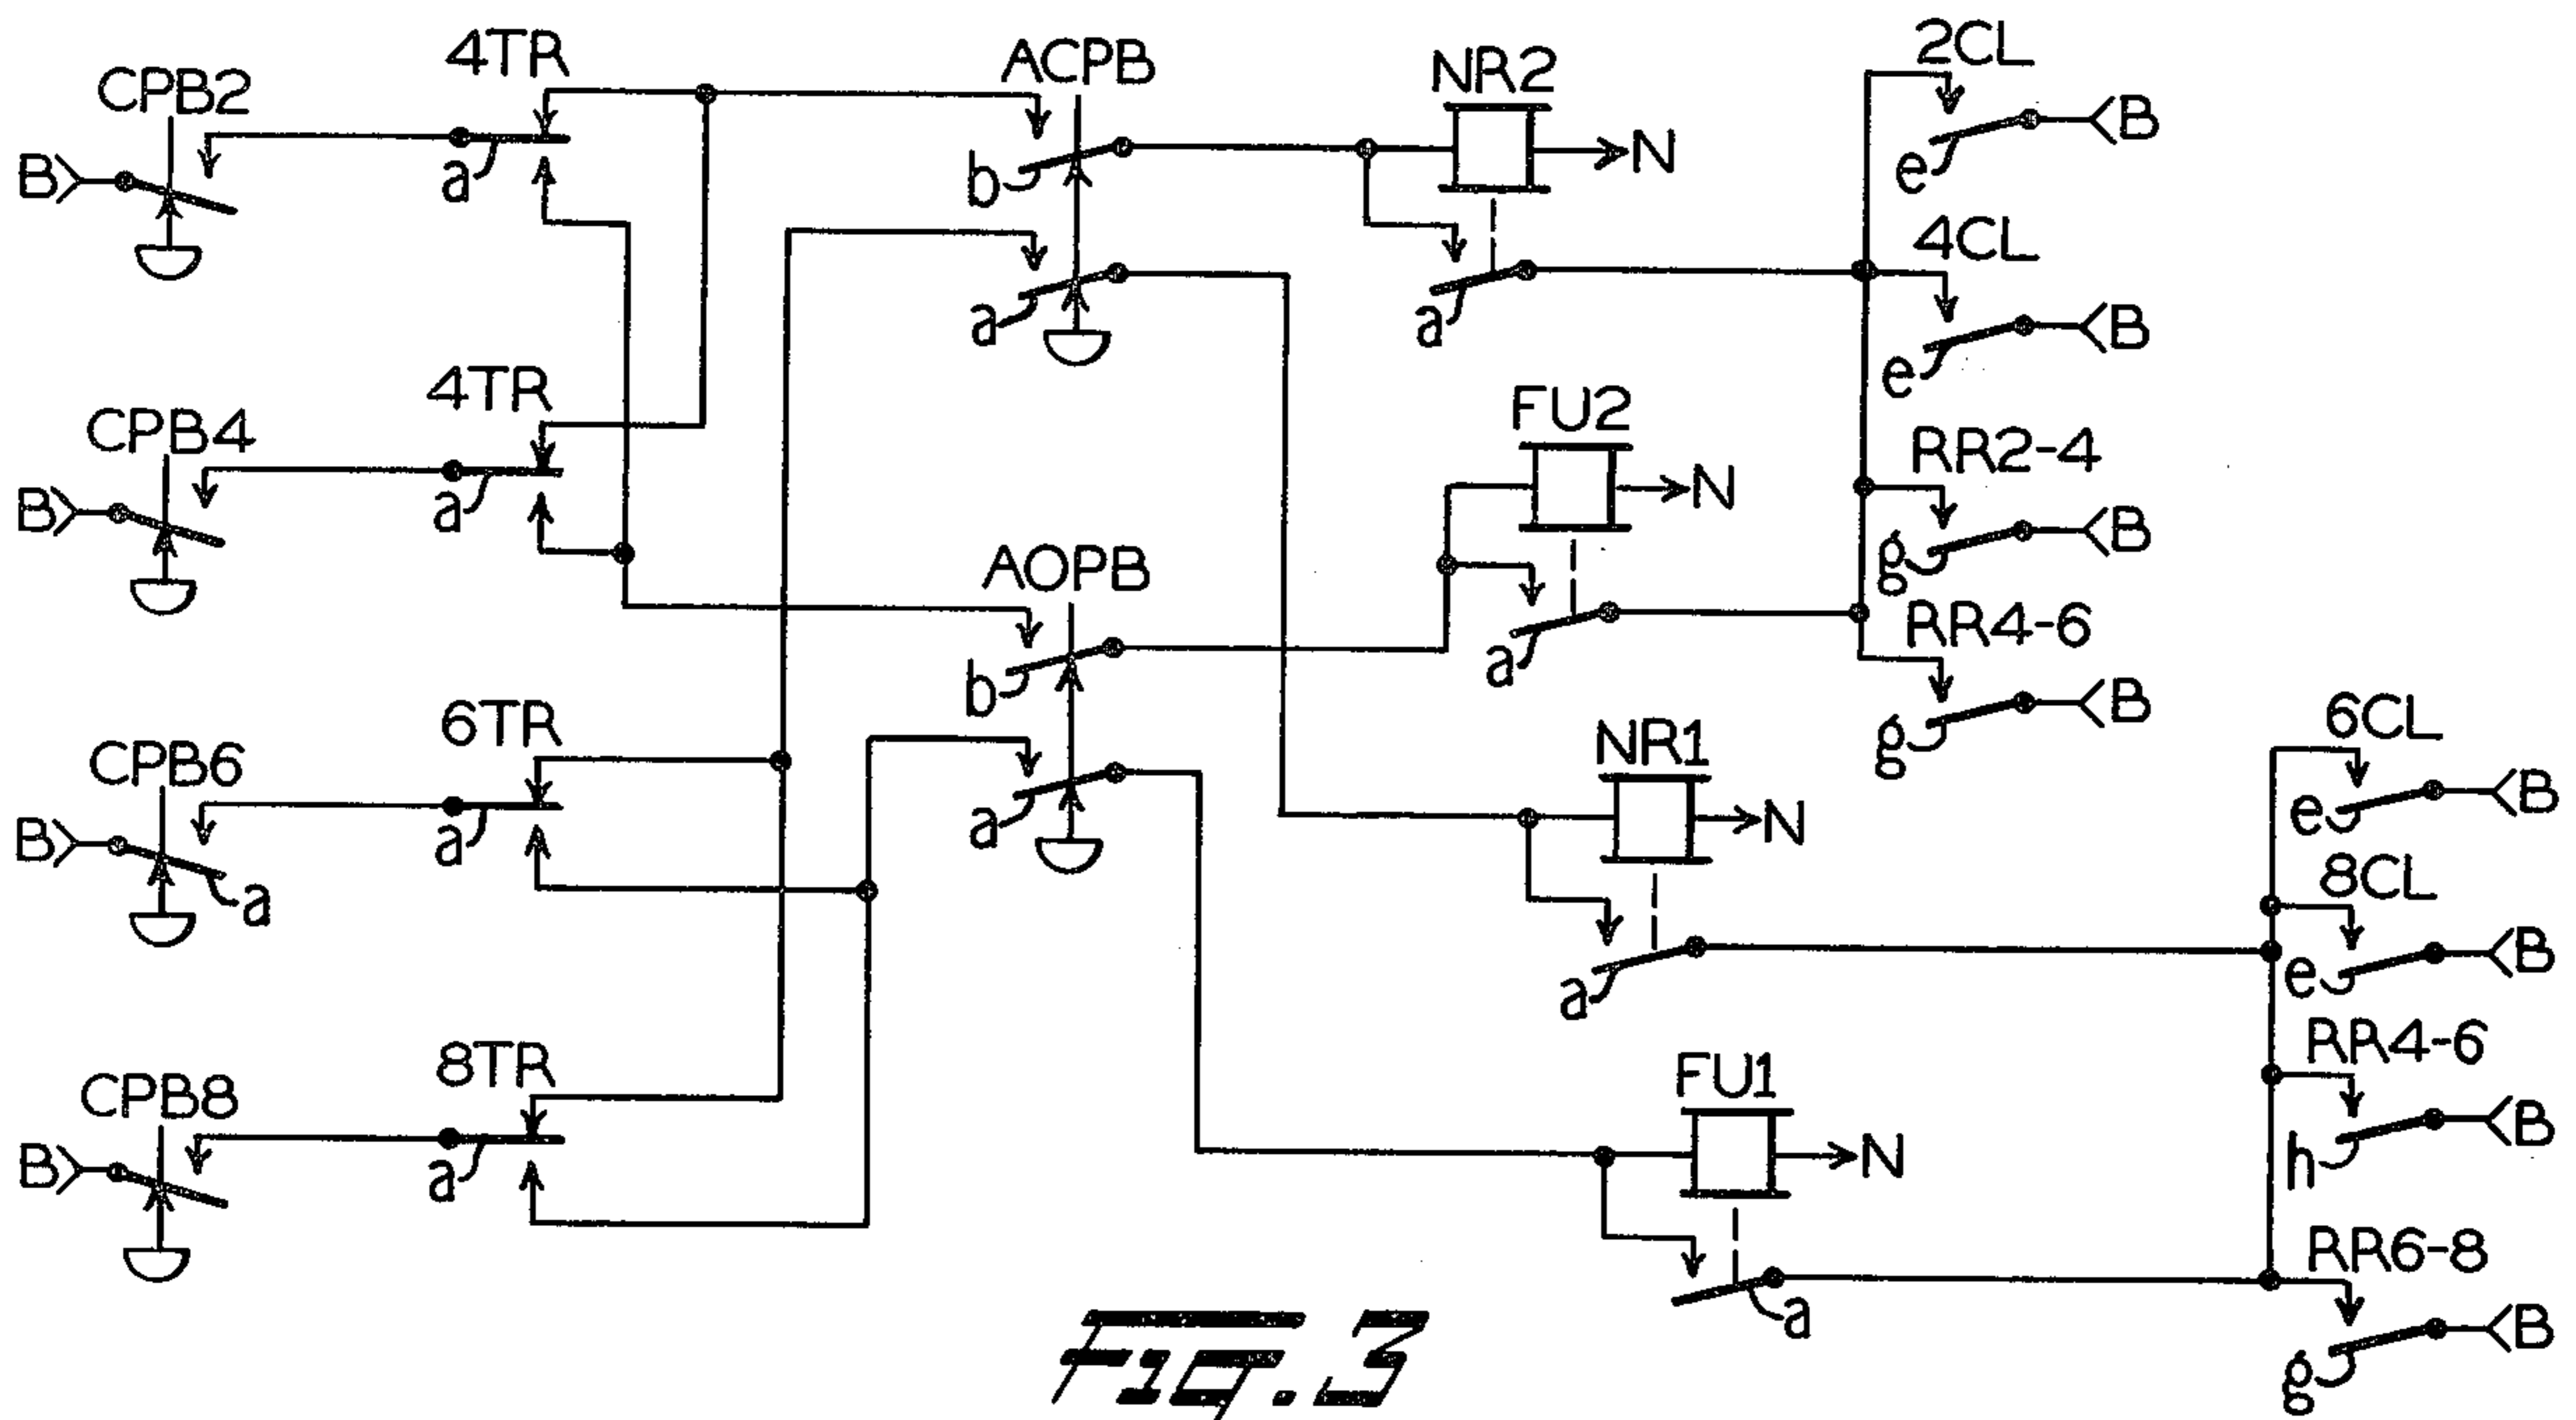 CPB2
4TR
ACPB
NR2
2CL
B
a
b
N
e
B
a
a
4CL
e
B
CPB4
4TR
FU2
B
a
N
RR2-4
g
B
AOPB
b
a
RR4-6
g
B
CPB6
6TR
NR1
6CL
B
a
a
a
N
e
B
a
8CL
e
B
CPB8
8TR
FU1
RR4-6
B
a
N
h
B
a
RR6-8
g
B
Fig. 3